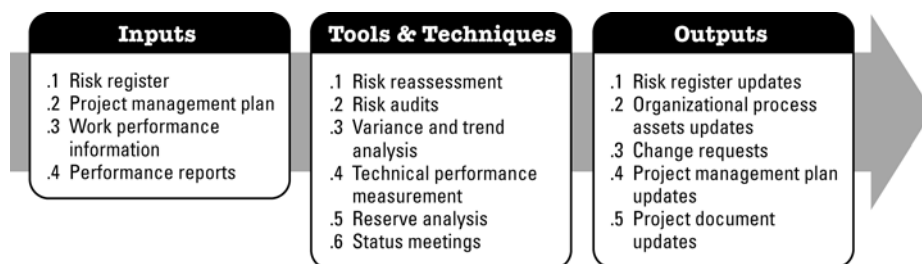 Inputs
.1 Risk register
.2 Project management plan
.3 Work performance
information
.4 Performance reports
Tools & Techniques
.1 Risk reassessment
.2 Risk audits
.3 Variance and trend
analysis
.4 Technical performance
measurement
.5 Reserve analysis
.6 Status meetings
Outputs
.1 Risk register updates
.2 Organizational process
assets updates
.3 Change requests
.4 Project management plan
updates
.5 Project document
updates